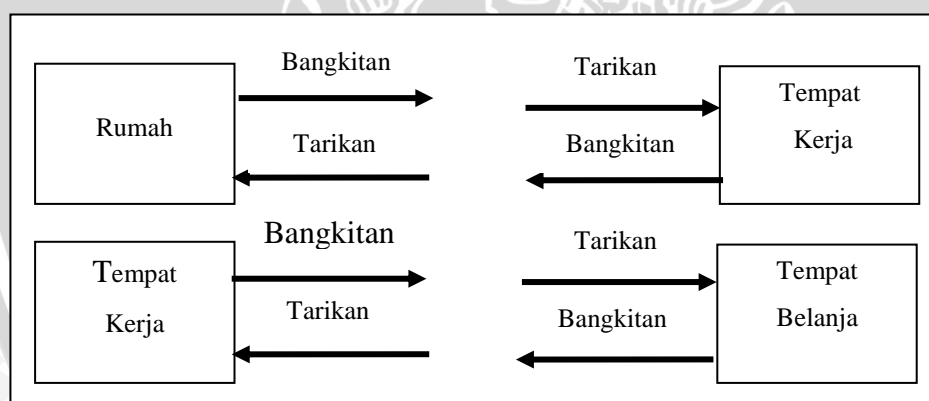 Bangkitan
Tarikan
Rumah
Tarikan
Bangkitan
Tempat
Kerja
Bangkitan
Tarikan
Tempat
Kerja
Tarikan
Bangkitan
Tempat
Belanja